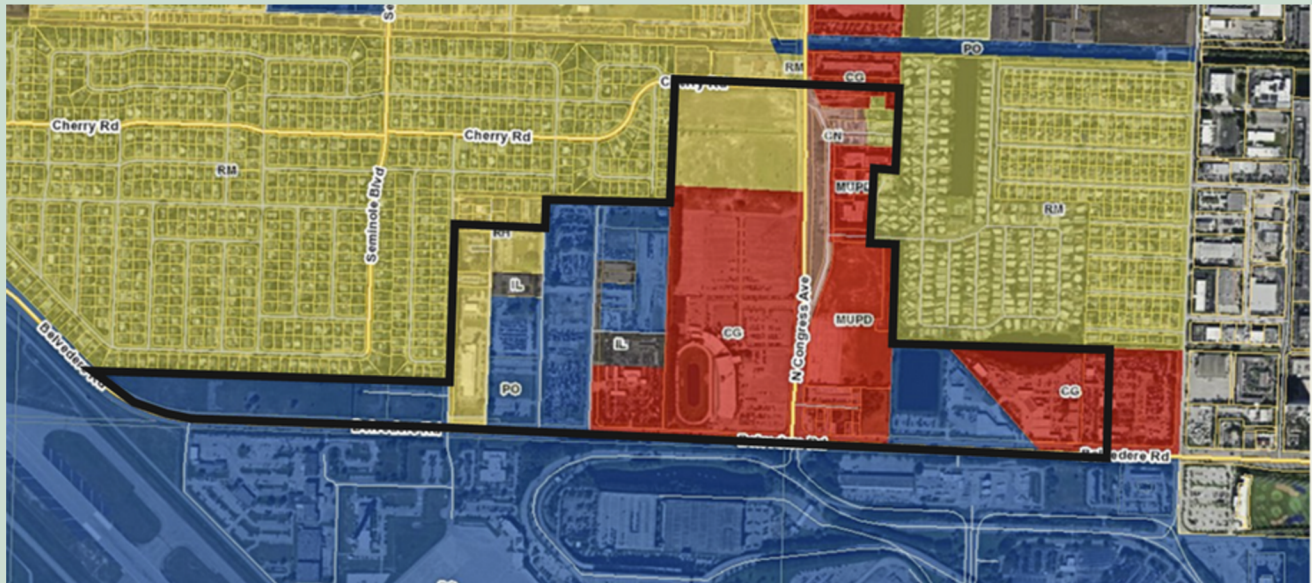 Se
PO
RM
CG
Cherry Rd
Cherry Rd
CN
RM
MUPD
Seminole Blvd
RM
RH
IL
N Congress Ave
MUPD
CG
IL
Belvedere Rd
PO
CG
Belvedere Rd